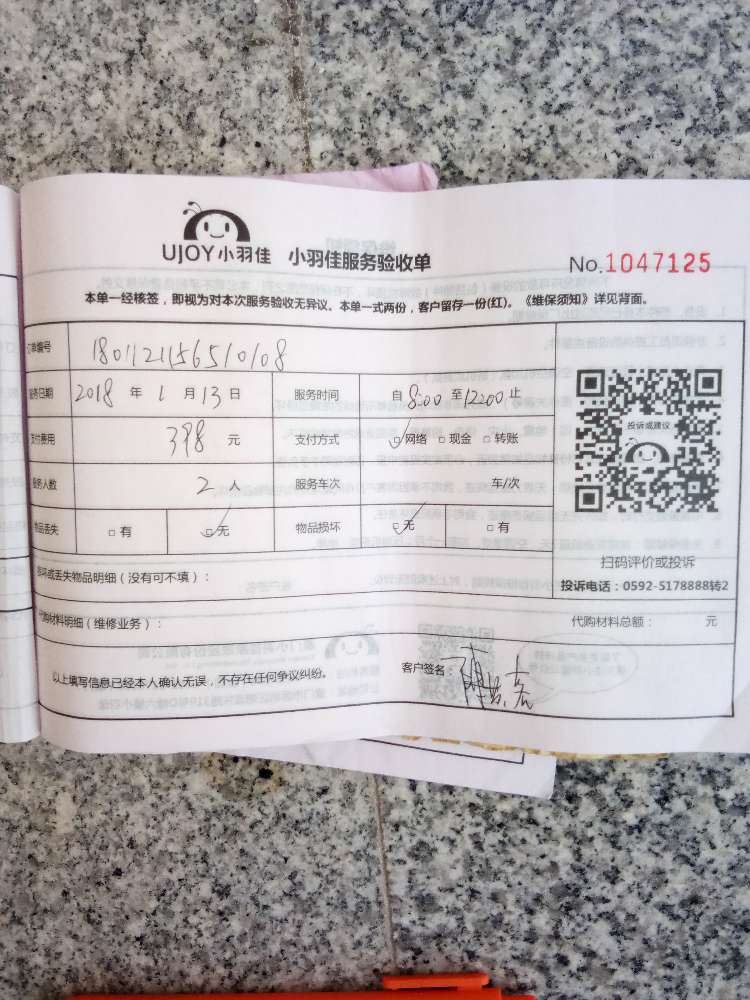 UJOY小羽佳 小羽佳服务验收单 No.1047125
本单一经核签，即视为对本次服务验收无异议。本单一式两份，客户留存一份(红)。《维保须知》详见背面。
订单编号 1801121156510108
服务日期 2018 年 1 月 13 日 服务时间 自 8:00 至 12:00 止
支付费用 398 元 支付方式 网络 现金 转账
服务人数 2 人 服务车次 车/次
物品丢失 有 无 物品损坏 无 有
投诉或建议
扫码评价或投诉
投诉电话：0592-5178888转2
损坏或丢失物品明细（没有可不填）：
代购材料明细（维修业务）： 代购材料总额： 元
以上填写信息已经本人确认无误，不存在任何争议纠纷。 客户签名：